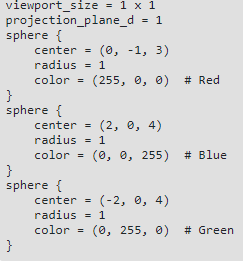 viewport_size = 1 x 1
projection_plane_d = 1
sphere {
    center = (0, -1, 3)
    radius = 1
    color = (255, 0, 0)  # Red
}
sphere {
    center = (2, 0, 4)
    radius = 1
    color = (0, 0, 255)  # Blue
}
sphere {
    center = (-2, 0, 4)
    radius = 1
    color = (0, 255, 0)  # Green
}